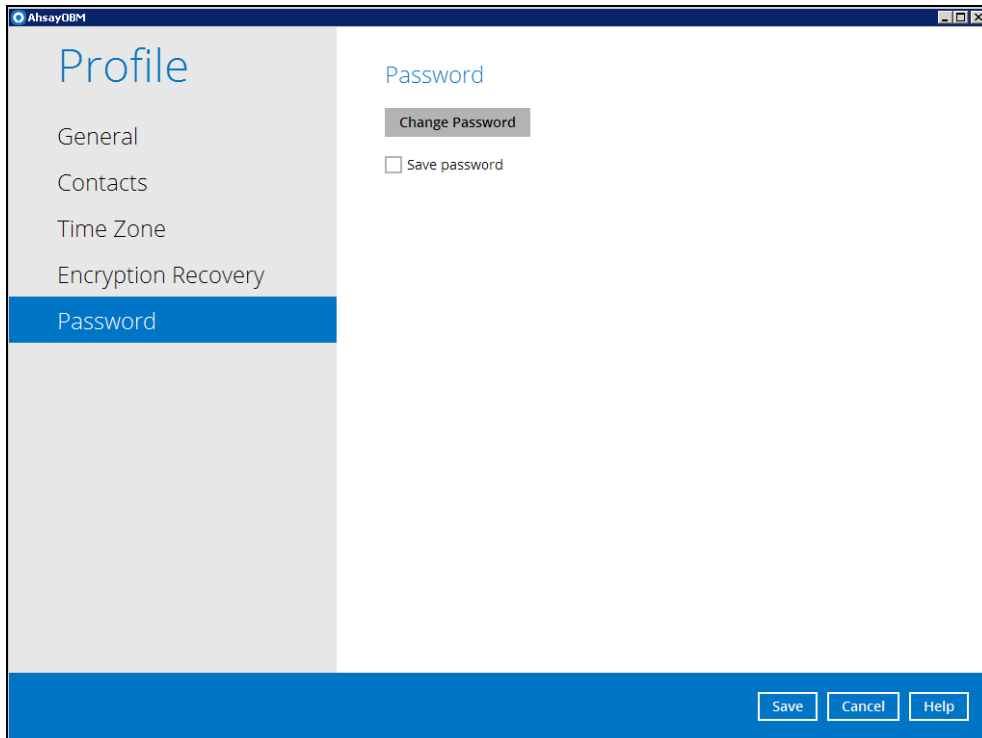 AhsayOBM
Profile
General
Contacts
Time Zone
Encryption Recovery
Password
Password
Change Password
Save password
Save
Cancel
Help